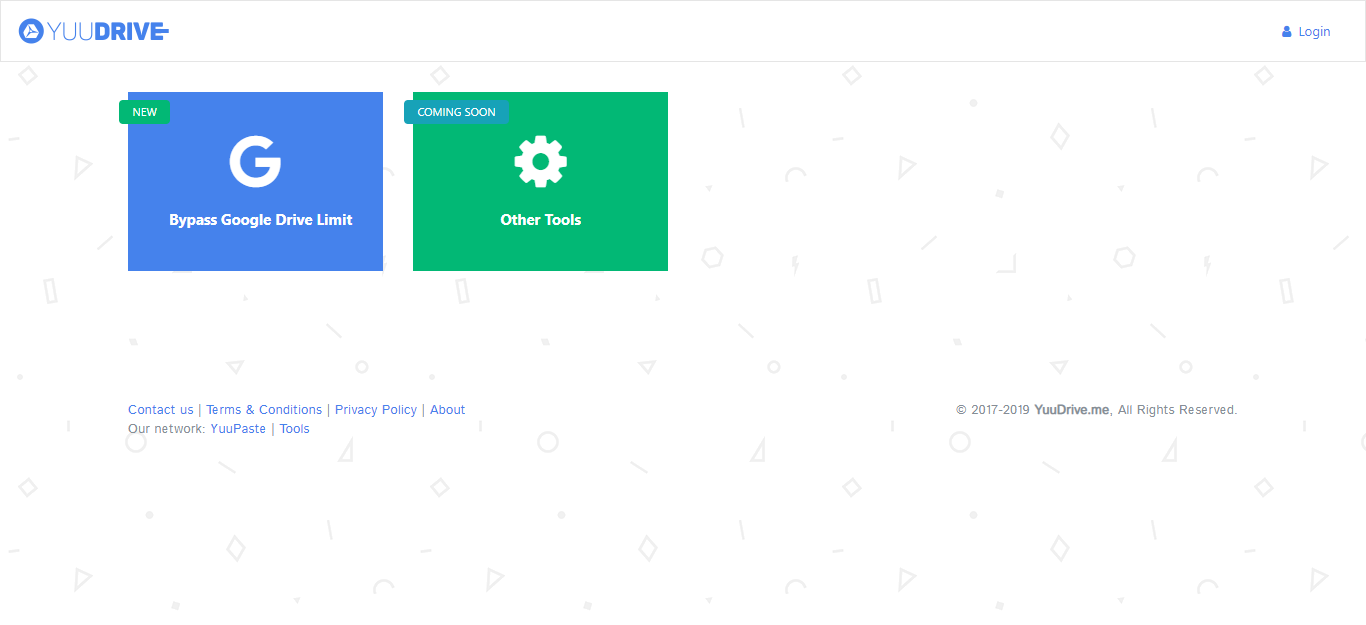 YUUDRIVE
Login
NEW
Bypass Google Drive Limit
COMING SOON
Other Tools
Contact us | Terms & Conditions | Privacy Policy | About
Our network: YuuPaste | Tools
© 2017-2019 YuuDrive.me, All Rights Reserved.